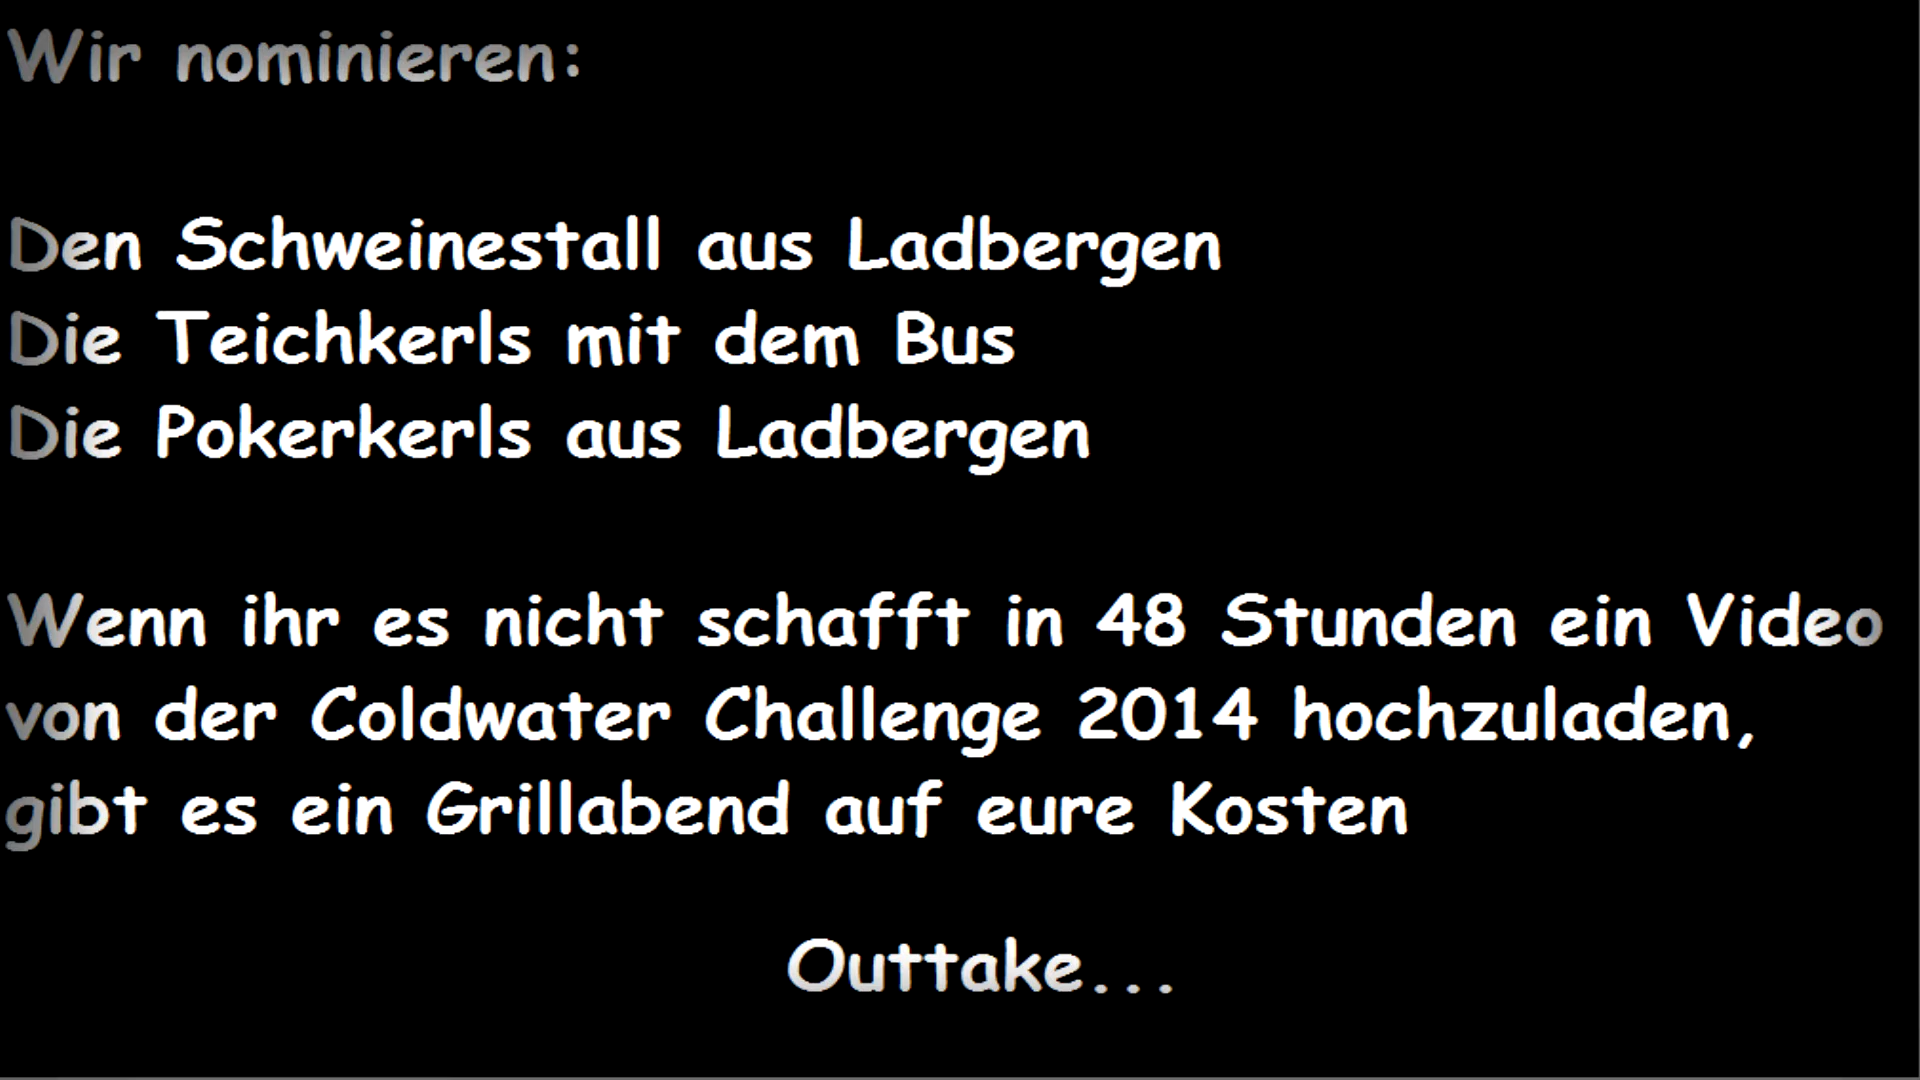 Wir nominieren:
Den Schweinestall aus Ladbergen
Die Teichkerls mit dem Bus
Die Pokerkerls aus Ladbergen
Wenn ihr es nicht schafft in 48 Stunden ein Video
von der Coldwater Challenge 2014 hochzuladen,
gibt es ein Grillabend auf eure Kosten
Outtake...